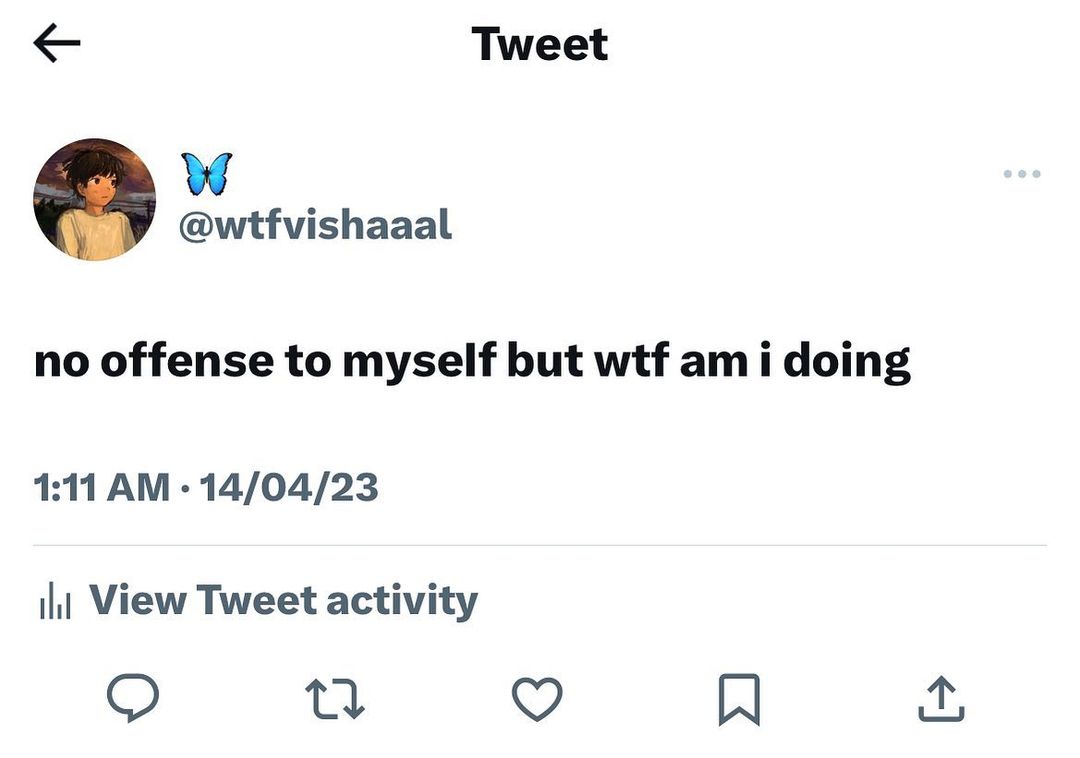 Tweet
🦋
@wtfvishaaal
no offense to myself but wtf am i doing
1:11 AM · 14/04/23
View Tweet activity